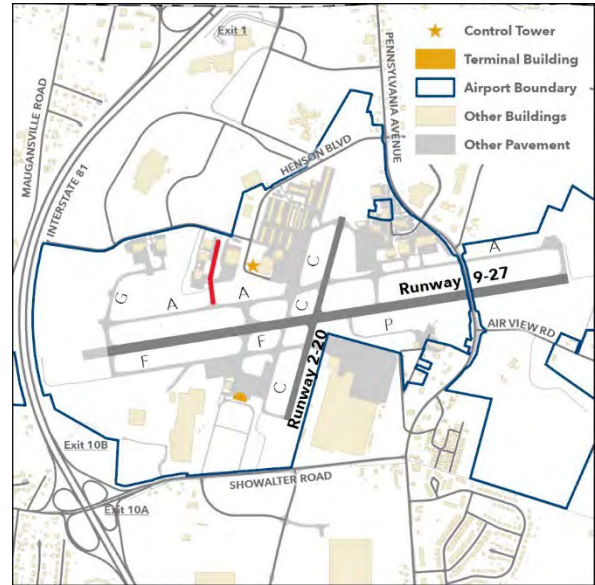 Exit 1
Control Tower
Terminal Building
Airport Boundary
Other Buildings
Other Pavement
MAUGANSVILLE ROAD
INTERSTATE 81
PENNSYLVANIA AVENUE
HENSON BLVD
G
A
A
C
C
A
Runway 9-27
F
F
P
AIR VIEW RD
C
Runway 2-20
Exit 10B
SHOWALTER ROAD
Exit 10A